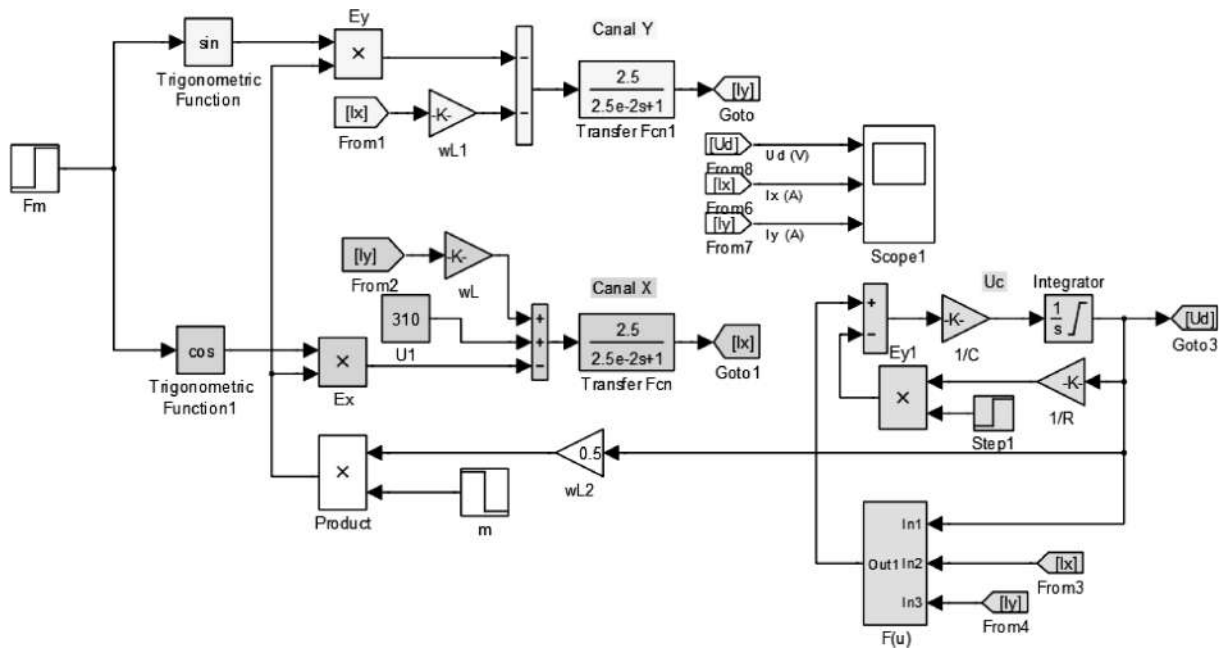 Ey
sin
×
Trigonometric
Function
Canal Y
−
−
[Ix]
From1
-K-
wL1
2.5
2.5e-2s+1
Transfer Fcn1
[Iy]
Goto
Fm
[Ud]
From8
Ud (V)
[Ix]
From6
Ix (A)
[Iy]
From7
Iy (A)
Scope1
[Iy]
From2
-K-
wL
310
U1
Canal X
+
+
−
2.5
2.5e-2s+1
Transfer Fcn
[Ix]
Goto1
cos
Trigonometric
Function1
×
Ex
Uc
Integrator
+
−
Ey1
-K-
1/C
1
s
[Ud]
Goto3
×
-K-
1/R
Step1
×
Product
0.5
wL2
m
In1
Out1
In2
In3
F(u)
[Ix]
From3
[Iy]
From4